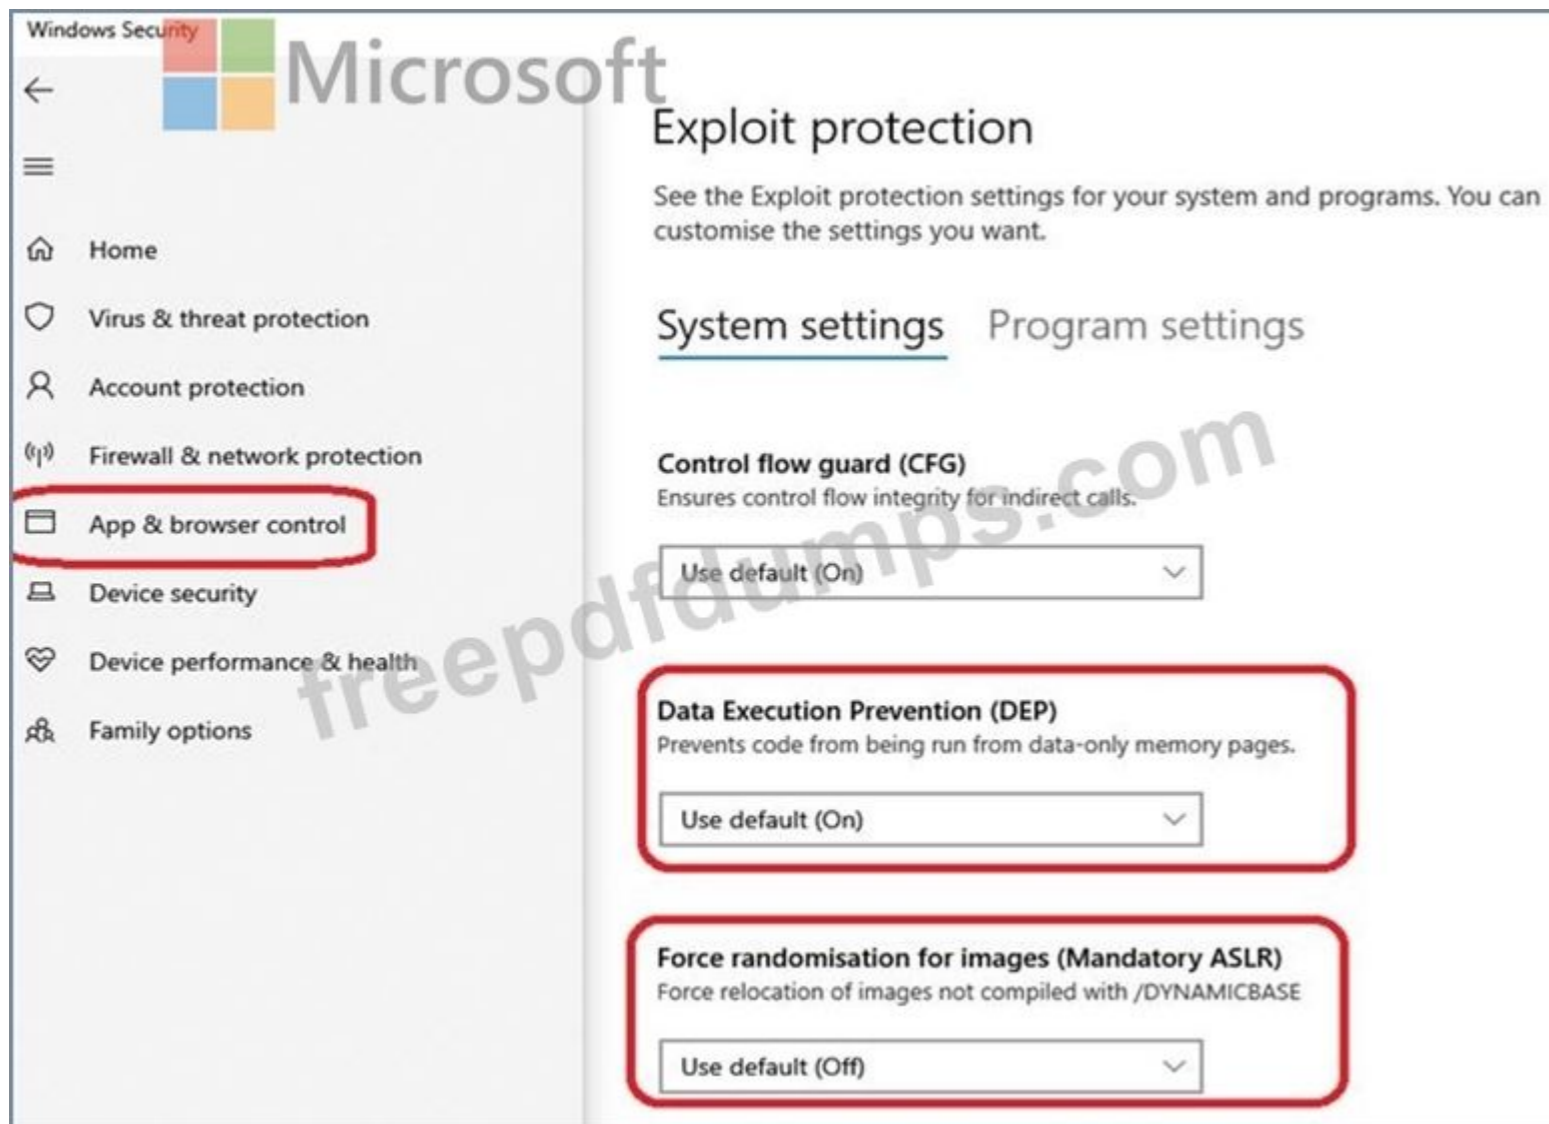 Windows Security
Microsoft
Home
Virus & threat protection
Account protection
Firewall & network protection
App & browser control
Device security
Device performance & health
Family options
Exploit protection
See the Exploit protection settings for your system and programs. You can
customise the settings you want.
System settings Program settings
Control flow guard (CFG)
Ensures control flow integrity for indirect calls.
Use default (On)
Data Execution Prevention (DEP)
Prevents code from being run from data-only memory pages.
Use default (On)
Force randomisation for images (Mandatory ASLR)
Force relocation of images not compiled with /DYNAMICBASE
Use default (Off)
freepdfdumps.com